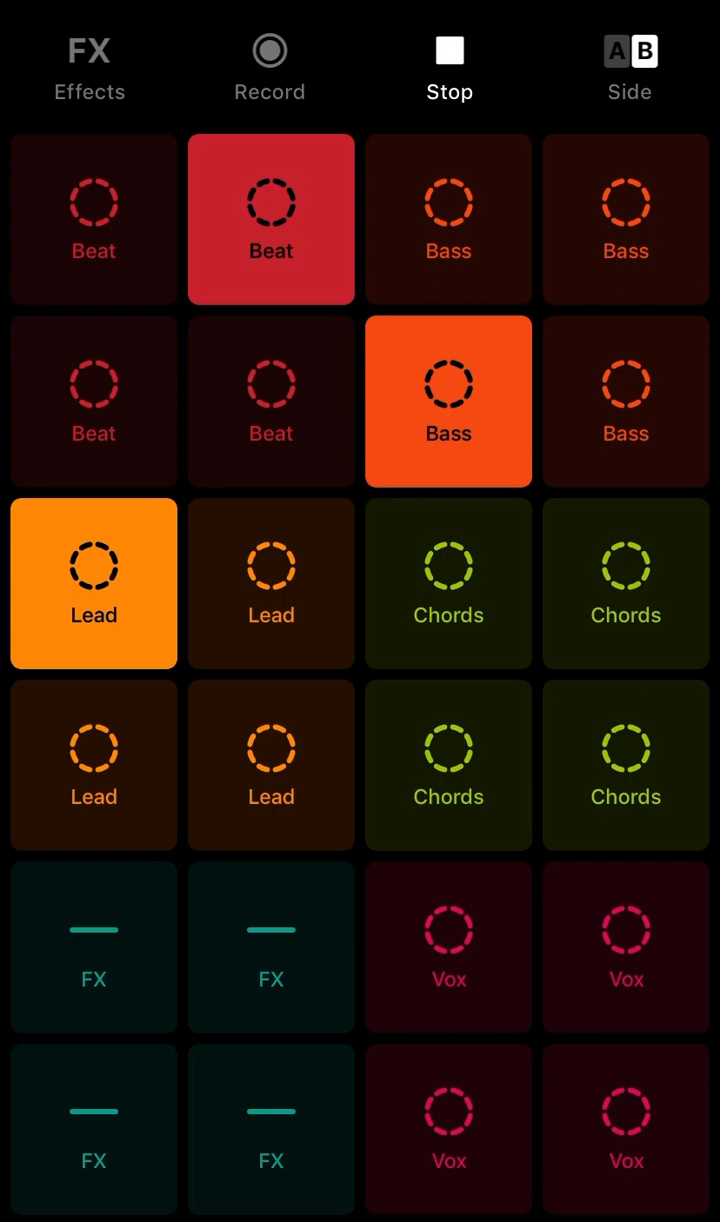 FX
Effects
Record
Stop
A B
Side
Beat
Beat
Bass
Bass
Beat
Beat
Bass
Bass
Lead
Lead
Chords
Chords
Lead
Lead
Chords
Chords
FX
FX
Vox
Vox
FX
FX
Vox
Vox